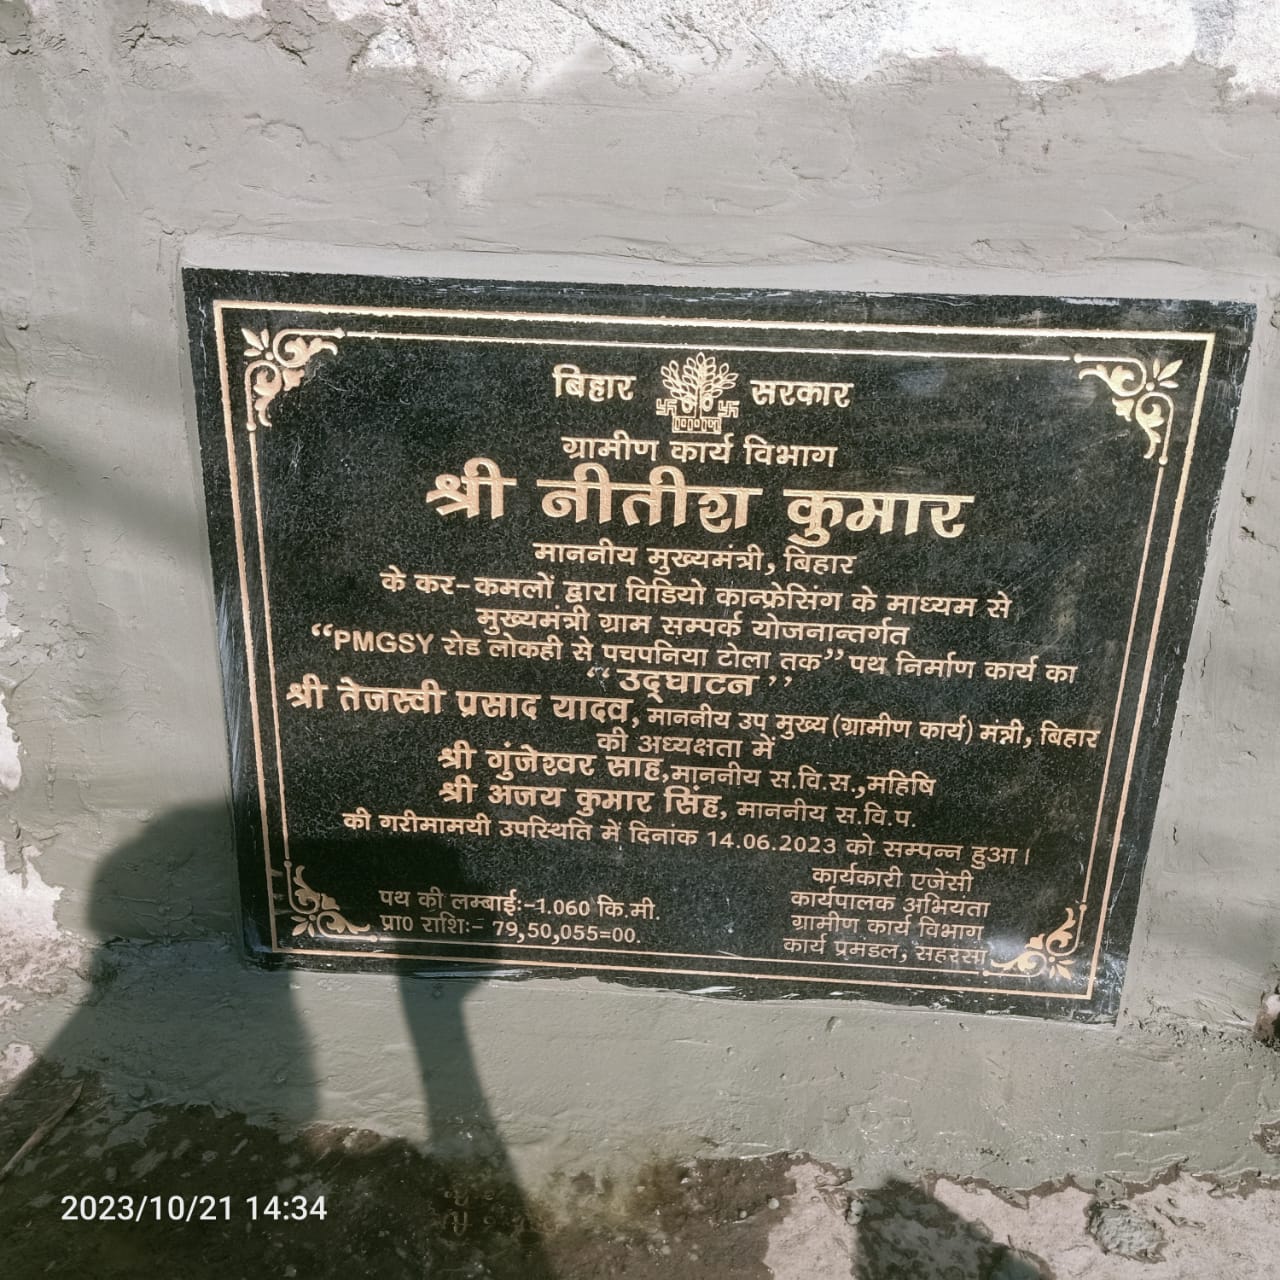 बिहार सरकार
ग्रामीण कार्य विभाग
श्री नीतीश कुमार
माननीय मुख्यमंत्री, बिहार
के कर-कमलों द्वारा विडियो कान्फ्रेसिंग के माध्यम से
मुख्यमंत्री ग्राम सम्पर्क योजनान्तर्गत
“PMGSY रोड लोकही से पचपनिया टोला तक” पथ निर्माण कार्य का
“उद्घाटन”
श्री तेजस्वी प्रसाद यादव, माननीय उप मुख्य (ग्रामीण कार्य) मंत्री, बिहार
की अध्यक्षता में
श्री गुंजेश्वर साह, माननीय स.वि.स., महिषि
श्री अजय कुमार सिंह, माननीय स.वि.प.
की गरीमामयी उपस्थिति में दिनाक 14.06.2023 को सम्पन्न हुआ।
पथ की लम्बाई:-1.060 कि.मी.
प्रा0 राशि:- 79,50,055=00.
कार्यकारी एजेंसी
कार्यपालक अभियंता
ग्रामीण कार्य विभाग
कार्य प्रमंडल, सहरसा
2023/10/21 14:34